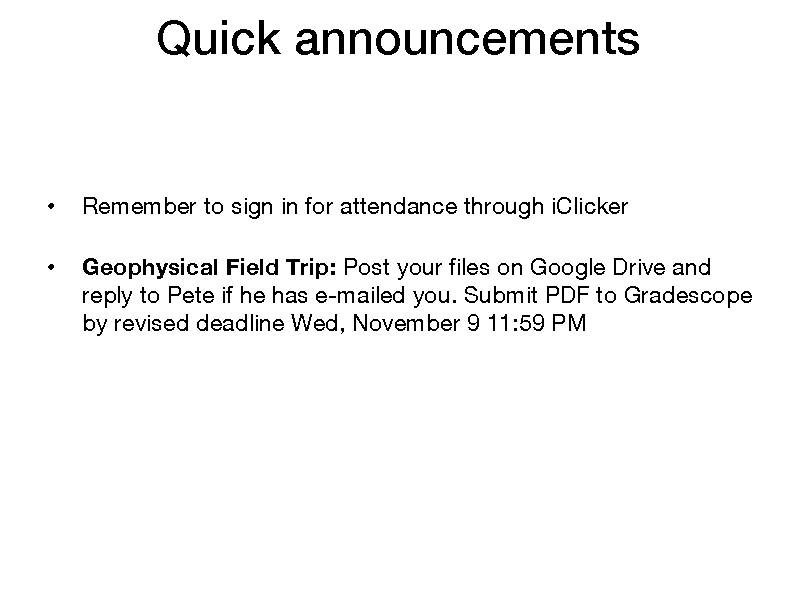 Quick announcements
• Remember to sign in for attendance through iClicker
• Geophysical Field Trip: Post your files on Google Drive and
reply to Pete if he has e-mailed you. Submit PDF to Gradescope
by revised deadline Wed, November 9 11:59 PM